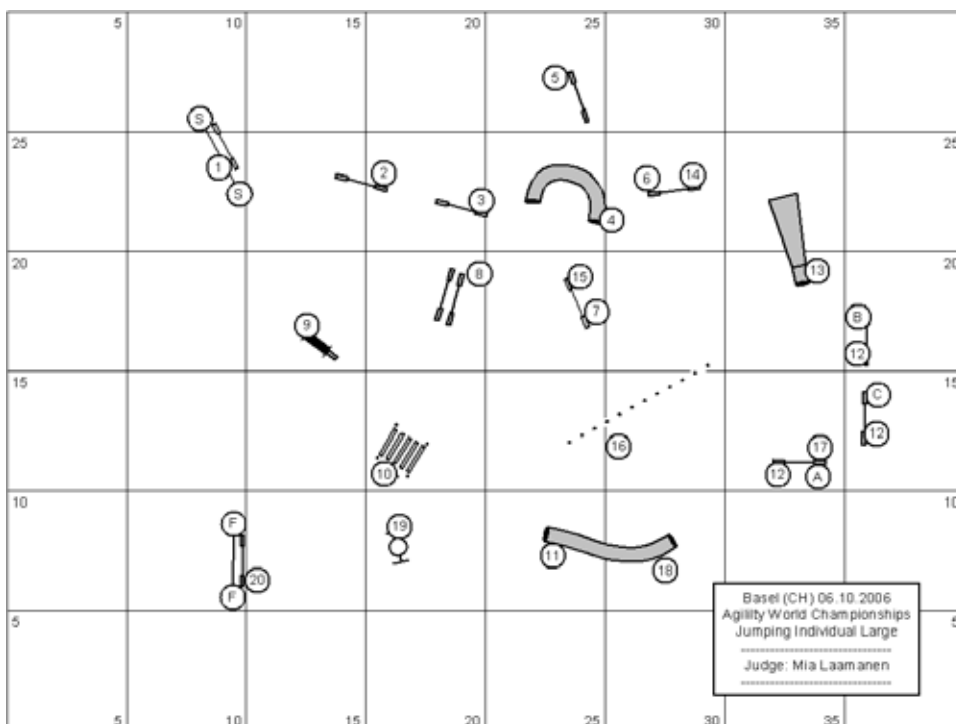 5 10 15 20 25 30 35
5
S
25 25
1
2
6 14
S
3
4
20 20
8
15
13
9
7
B
12
15 15
C
16
17 12
10
12 A
10 10
F
19
11
18
20
F
5 5
Basel (CH) 06.10.2006
Agility World Championships
Jumping Individual Large
--------------------------------
Judge: Mia Laamanen
--------------------------------
5 10 15 20 25 30 35